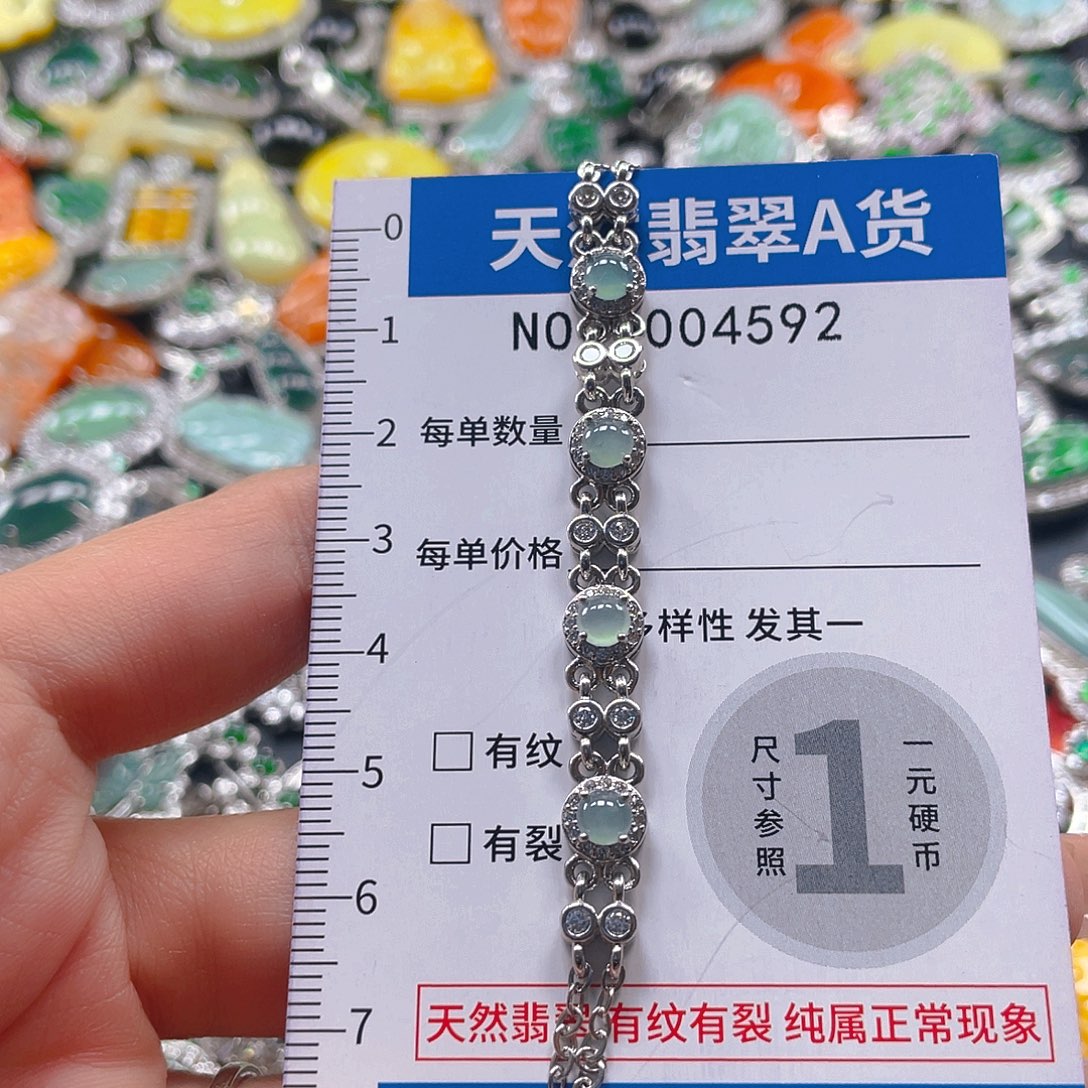 天然翡翠A货
NO 004592
每单数量
每单价格
样性 发其一
有纹
有裂
尺寸参照
1
一元硬币
天然翡翠 有纹有裂 纯属正常现象
0
1
2
3
4
5
6
7